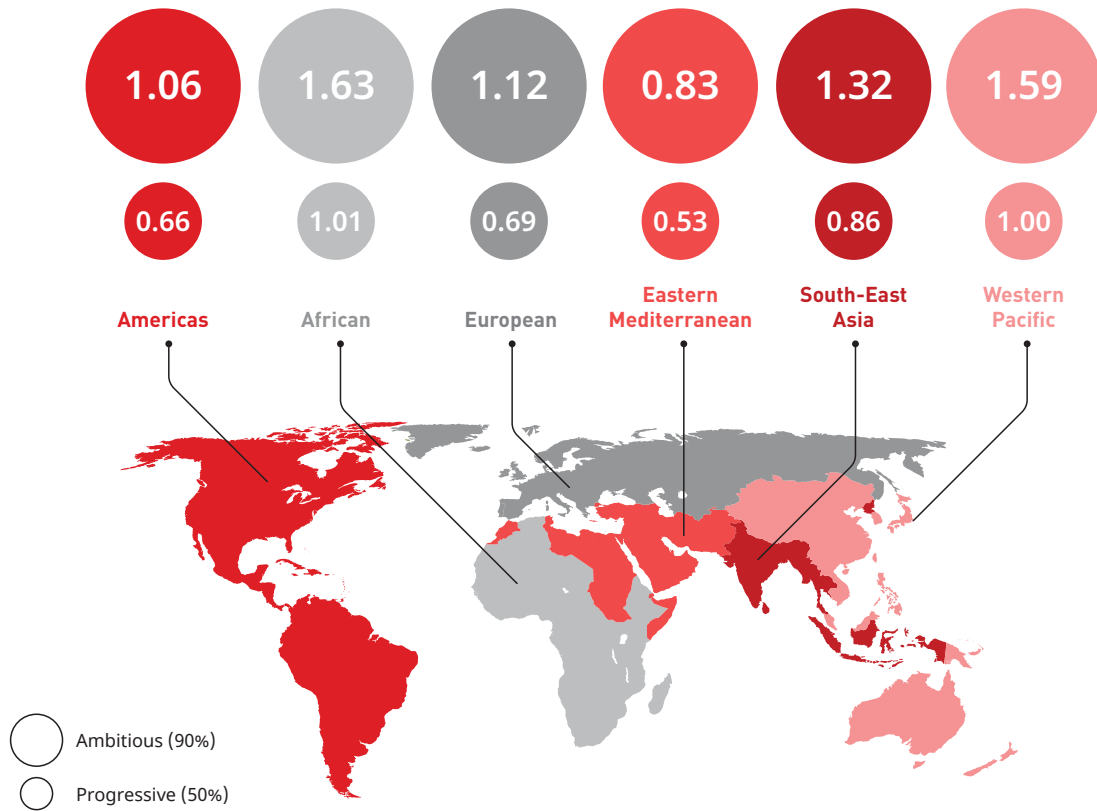 1.06
1.63
1.12
0.83
1.32
1.59
0.66
1.01
0.69
0.53
0.86
1.00
Americas
African
European
Eastern
Mediterranean
South-East
Asia
Western
Pacific
Ambitious (90%)
Progressive (50%)